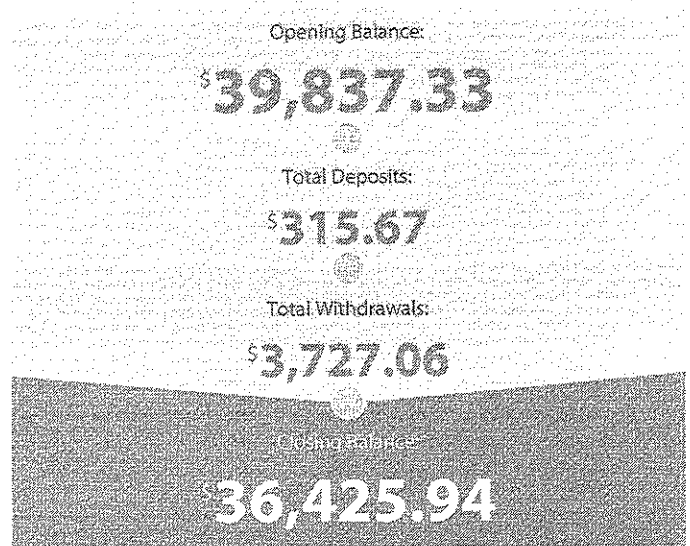 Opening Balance:
$39,837.33
Total Deposits:
$315.67
Total Withdrawals:
$3,727.06
Closing Balance:
$36,425.94